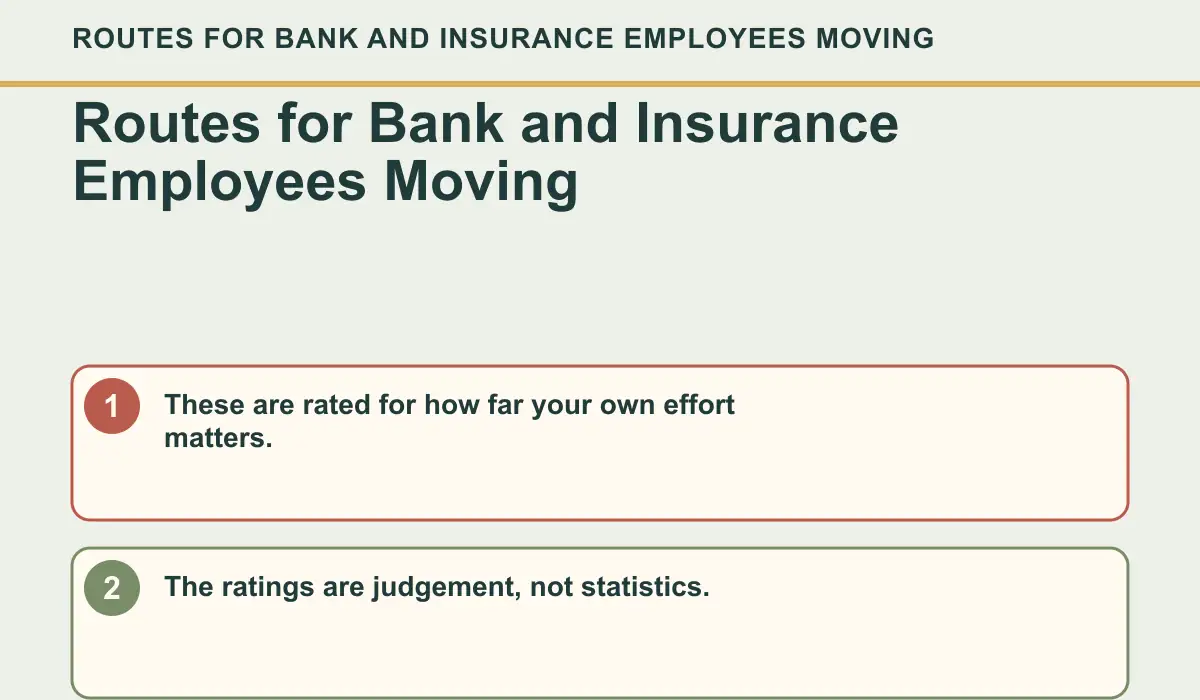 ROUTES FOR BANK AND INSURANCE EMPLOYEES MOVING
Routes for Bank and Insurance
Employees Moving
1
These are rated for how far your own effort
matters.
2
The ratings are judgement, not statistics.